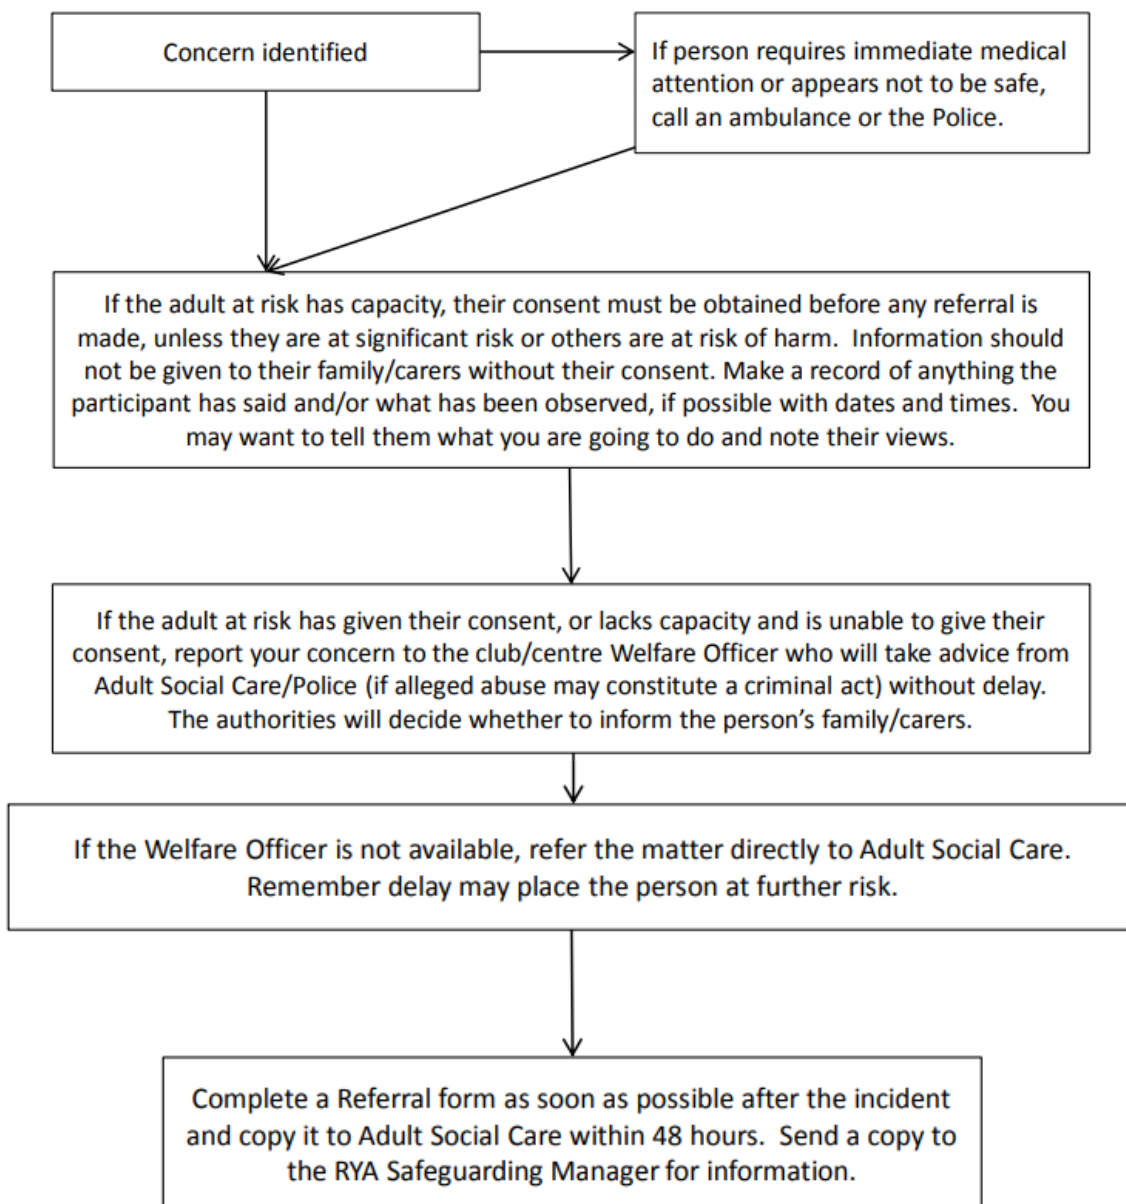 Concern identified
If person requires immediate medical
attention or appears not to be safe,
call an ambulance or the Police.
If the adult at risk has capacity, their consent must be obtained before any referral is
made, unless they are at significant risk or others are at risk of harm.  Information should
not be given to their family/carers without their consent. Make a record of anything the
participant has said and/or what has been observed, if possible with dates and times.  You
may want to tell them what you are going to do and note their views.
If the adult at risk has given their consent, or lacks capacity and is unable to give their
consent, report your concern to the club/centre Welfare Officer who will take advice from
Adult Social Care/Police (if alleged abuse may constitute a criminal act) without delay.
The authorities will decide whether to inform the person’s family/carers.
If the Welfare Officer is not available, refer the matter directly to Adult Social Care.
Remember delay may place the person at further risk.
Complete a Referral form as soon as possible after the incident
and copy it to Adult Social Care within 48 hours.  Send a copy to
the RYA Safeguarding Manager for information.